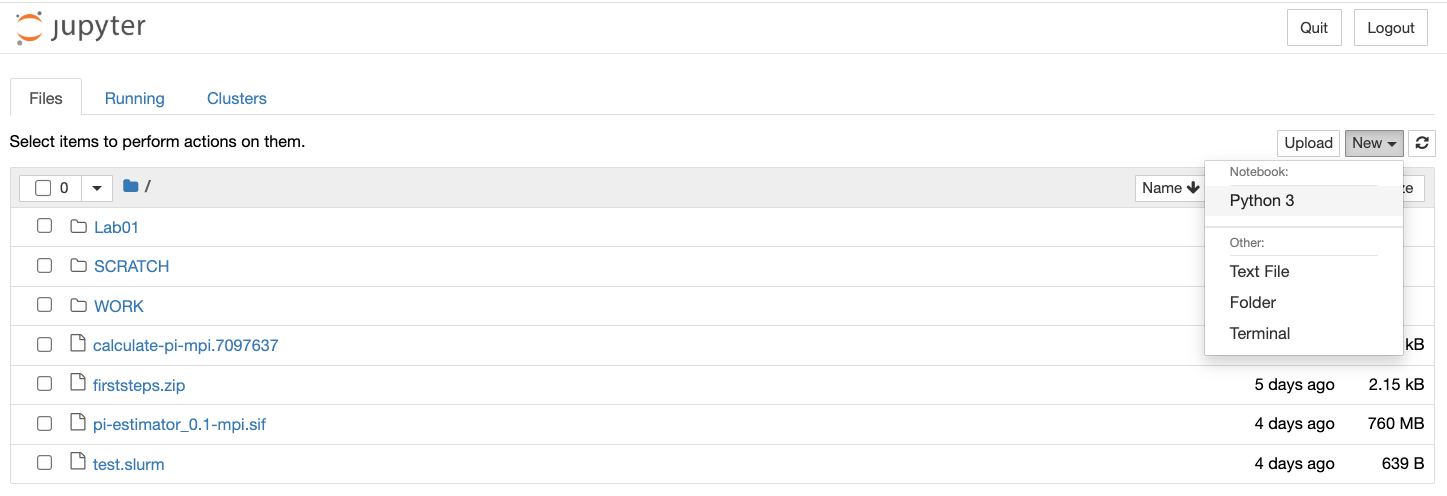 jupyter Quit Logout
Files Running Clusters
Select items to perform actions on them. Upload New
0 / Name ze
Notebook:
Python 3
Other:
Text File
Folder
Terminal
Lab01
SCRATCH
WORK
calculate-pi-mpi.7097637 kB
firststeps.zip 5 days ago 2.15 kB
pi-estimator_0.1-mpi.sif 4 days ago 760 MB
test.slurm 4 days ago 639 B